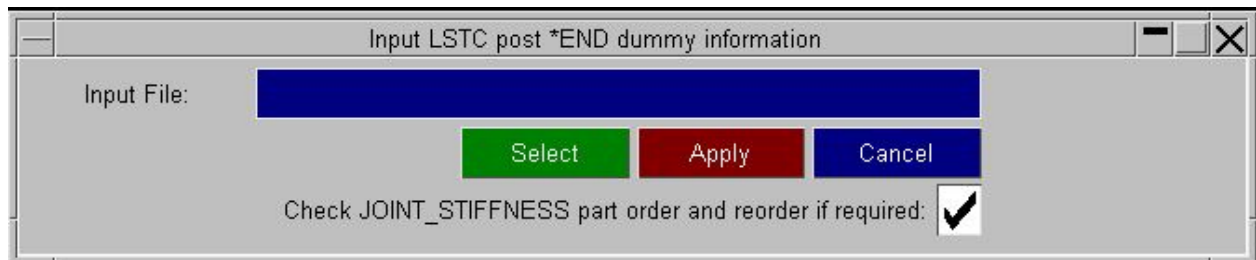 Input LSTC post *END dummy information
Input File:
Select Apply Cancel
Check JOINT_STIFFNESS part order and reorder if required: